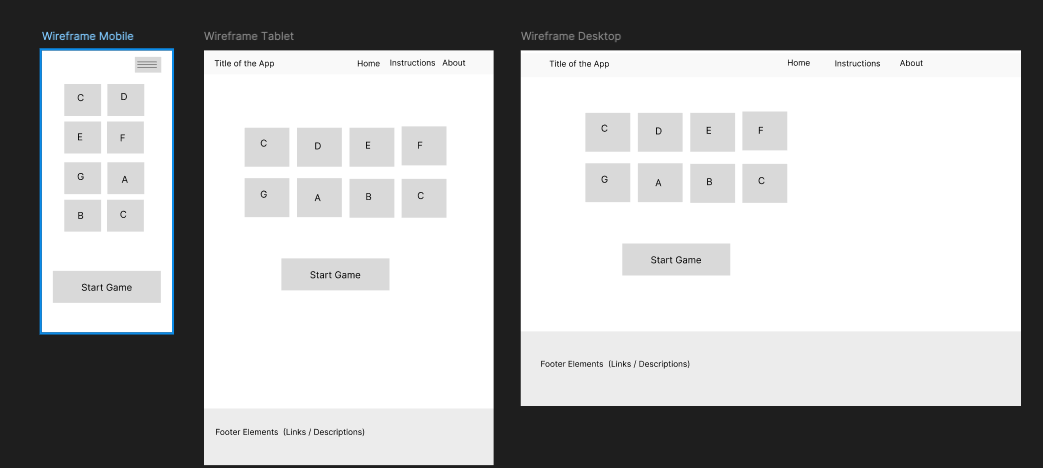 Wireframe Mobile
C D
E F
G A
B C
Start Game
Wireframe Tablet
Title of the App Home Instructions About
C D E F
G A B C
Start Game
Footer Elements (Links / Descriptions)
Wireframe Desktop
Title of the App Home Instructions About
C D E F
G A B C
Start Game
Footer Elements (Links / Descriptions)